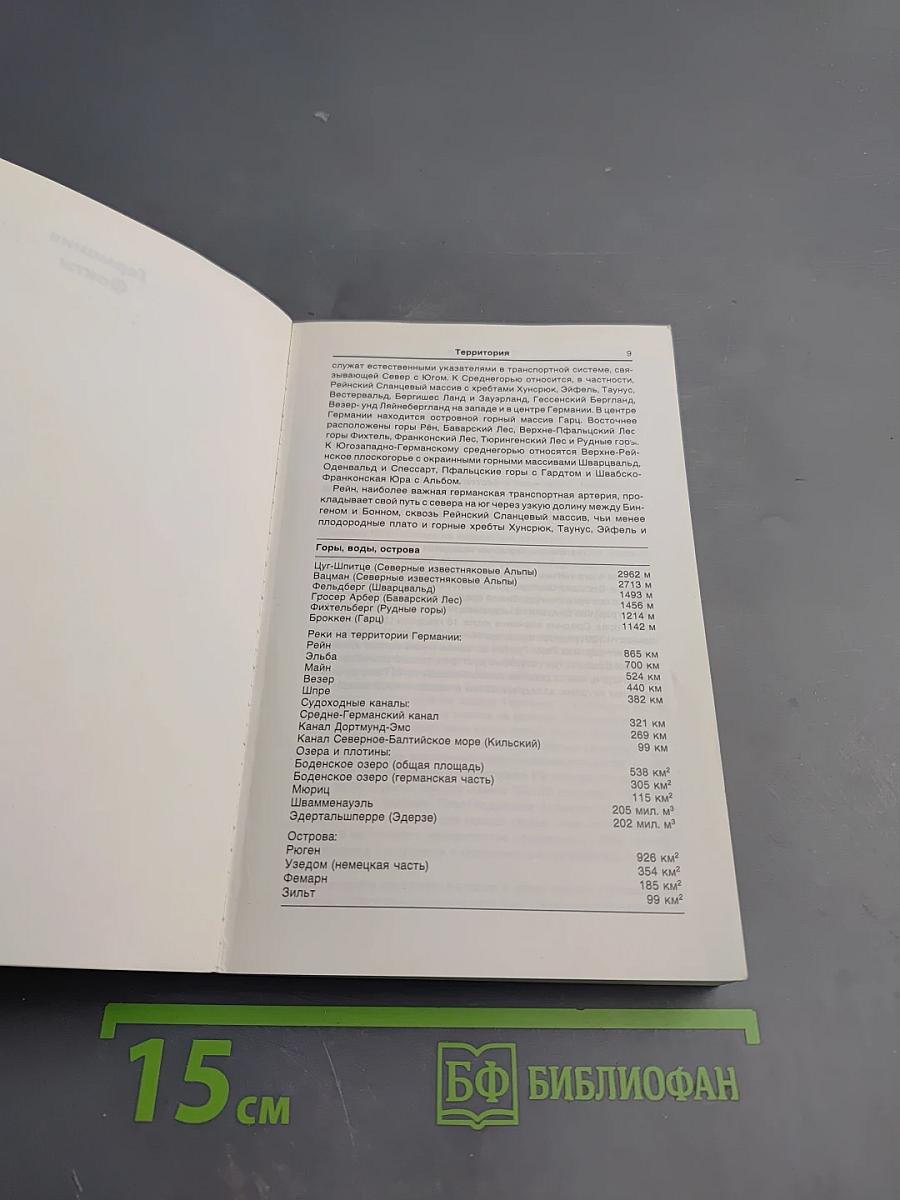 Германия
Факты
Территория 9
служат естественными указателями в транспортной системе, свя-
зывающей Север с Югом. К Среднегорью относится, в частности,
Рейнский Сланцевый массив с хребтами Хунсрюк, Эйфель, Таунус,
Вестервальд, Бергишес Ланд и Зауэрланд, Гессенский Бергланд,
Везер- унд Ляйнебергланд на западе и в центре Германии. В центре
Германии находится островной горный массив Гарц. Восточнее
расположены горы Рён, Баварский Лес, Верхне-Пфальцский Лес
горы Фихтель, Франконский Лес, Тюрингенский Лес и Рудные горы.
К Югозападно-Германскому среднегорью относятся Верхне-Рей-
нское плоскогорье с окраинными горными массивами Шварцвальд,
Оденвальд и Спессарт, Пфальцские горы с Гардтом и Швабско-
Франконская Юра с Альбом.
Рейн, наиболее важная германская транспортная артерия, про-
кладывает свой путь с севера на юг через узкую долину между Бин-
геном и Бонном, сквозь Рейнский Сланцевый массив, чьи менее
плодородные плато и горные хребты Хунсрюк, Таунус, Эйфель и
Горы, воды, острова
Цуг-Шпитце (Северные известняковые Альпы) 2962 м
Вацман (Северные известняковые Альпы) 2713 м
Фельдберг (Шварцвальд) 1493 м
Гросер Арбер (Баварский Лес) 1456 м
Фихтельберг (Рудные горы) 1214 м
Броккен (Гарц) 1142 м
Реки на территории Германии:
Рейн 865 км
Эльба 700 км
Майн 524 км
Везер 440 км
Шпре 382 км
Судоходные каналы:
Средне-Германский канал 321 км
Канал Дортмунд-Эмс 269 км
Канал Северное-Балтийское море (Кильский) 99 км
Озера и плотины:
Боденское озеро (общая площадь) 538 км²
Боденское озеро (германская часть) 305 км²
Мюриц 115 км²
Швамменауэль 205 мил. м³
Эдертальшперре (Эдерзе) 202 мил. м³
Острова:
Рюген 926 км²
Узедом (немецкая часть) 354 км²
Фемарн 185 км²
Зильт 99 км²
15 см
БФ БИБЛИОФАН